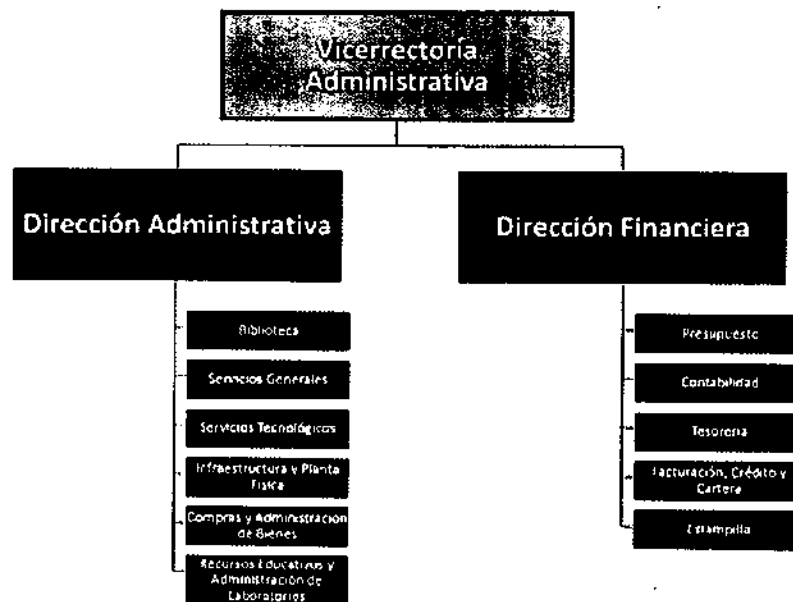 Vicerrectoría
Administrativa
Dirección Administrativa
Biblioteca
Servicios Generales
Servicios Tecnológicos
Infraestructura y Planta
Física
Compras y Administración
de Bienes
Recursos Educativos y
Administración de
Laboratorios
Dirección Financiera
Presupuesto
Contabilidad
Tesorería
Facturación, Crédito y
Cartera
Estampilla